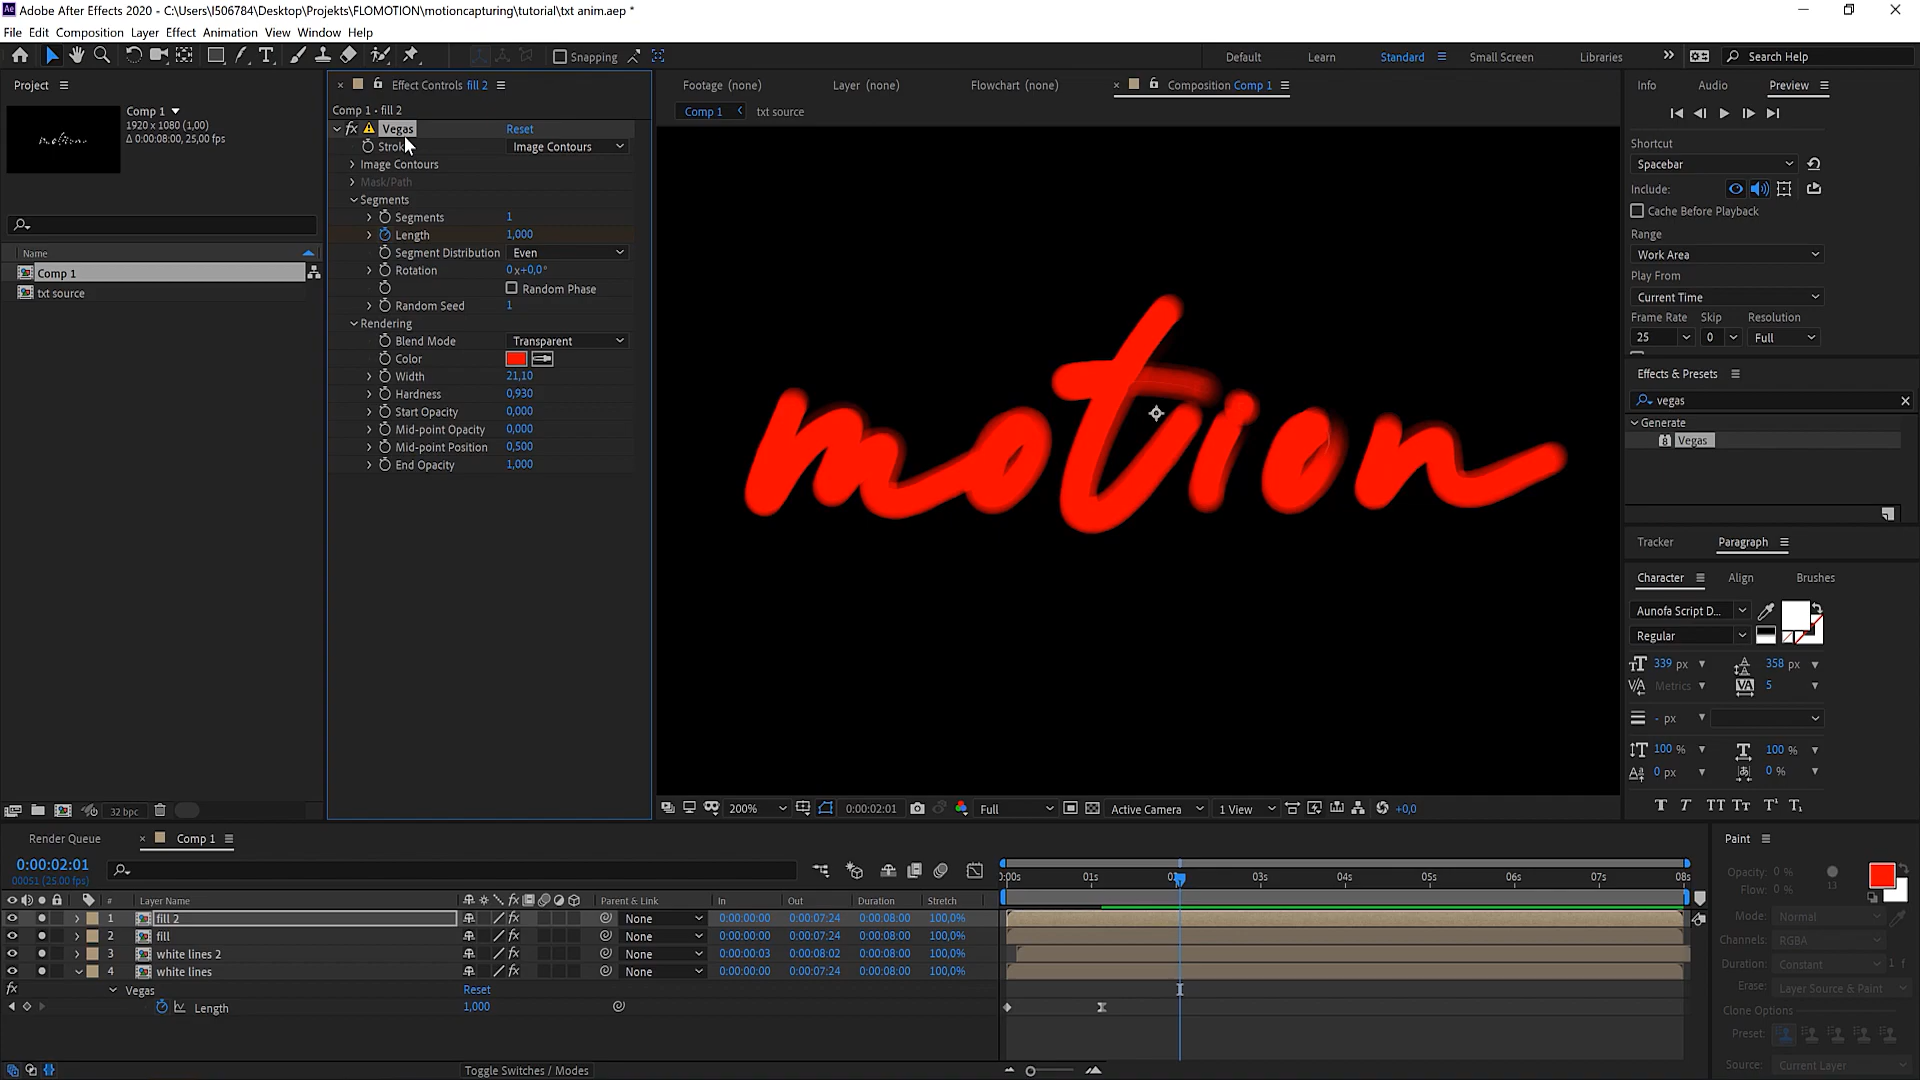 Adobe After Effects 2020 - C:\Users\I506784\Desktop\Projekts\FLOMOTION\motioncapturing\tutorial\txt anim.aep *
File Edit Composition Layer Effect Animation View Window Help
Snapping
Default Learn Standard Small Screen Libraries Search Help
Project
Comp 1
1920 x 1080 (1,00)
Δ 0:00:08:00, 25,00 fps
motion
Name
Comp 1
txt source
32 bpc
Effect Controls fill 2
Comp 1 • fill 2
fx Vegas Reset
Strok Image Contours
Image Contours
Mask/Path
Segments
Segments 1
Length 1,000
Segment Distribution Even
Rotation 0x+0,0°
Random Phase
Random Seed 1
Rendering
Blend Mode Transparent
Color
Width 21,10
Hardness 0,930
Start Opacity 0,000
Mid-point Opacity 0,000
Mid-point Position 0,500
End Opacity 1,000
Footage (none) Layer (none) Flowchart (none) Composition Comp 1
Comp 1 txt source
motion
200% 0:00:02:01 Full Active Camera 1 View +0,0
Info Audio Preview
Shortcut
Spacebar
Include:
Cache Before Playback
Range
Work Area
Play From
Current Time
Frame Rate Skip Resolution
25 0 Full
Effects & Presets
vegas
Generate
Vegas
Tracker Paragraph
Character Align Brushes
Aunofa Script D...
Regular
339 px 358 px
Metrics 5
- px
100 % 100 %
0 px 0 %
T T TT Tт T¹ T₁
Render Queue Comp 1
0:00:02:01
00051 (25.00 fps)
# Layer Name Parent & Link In Out Duration Stretch
1 fill 2 None 0:00:00:00 0:00:07:24 0:00:08:00 100,0%
2 fill None 0:00:00:00 0:00:07:24 0:00:08:00 100,0%
3 white lines 2 None 0:00:00:03 0:00:08:02 0:00:08:00 100,0%
4 white lines None 0:00:00:00 0:00:07:24 0:00:08:00 100,0%
fx Vegas Reset
Length 1,000
Toggle Switches / Modes
):00s 01s 03s 04s 05s 06s 07s 08s
Paint
Opacity: 0 %
Flow: 0 % 13
Mode: Normal
Channels: RGBA
Duration: Constant 1 f
Erase: Layer Source & Paint
Clone Options
Preset:
Source: Current Layer